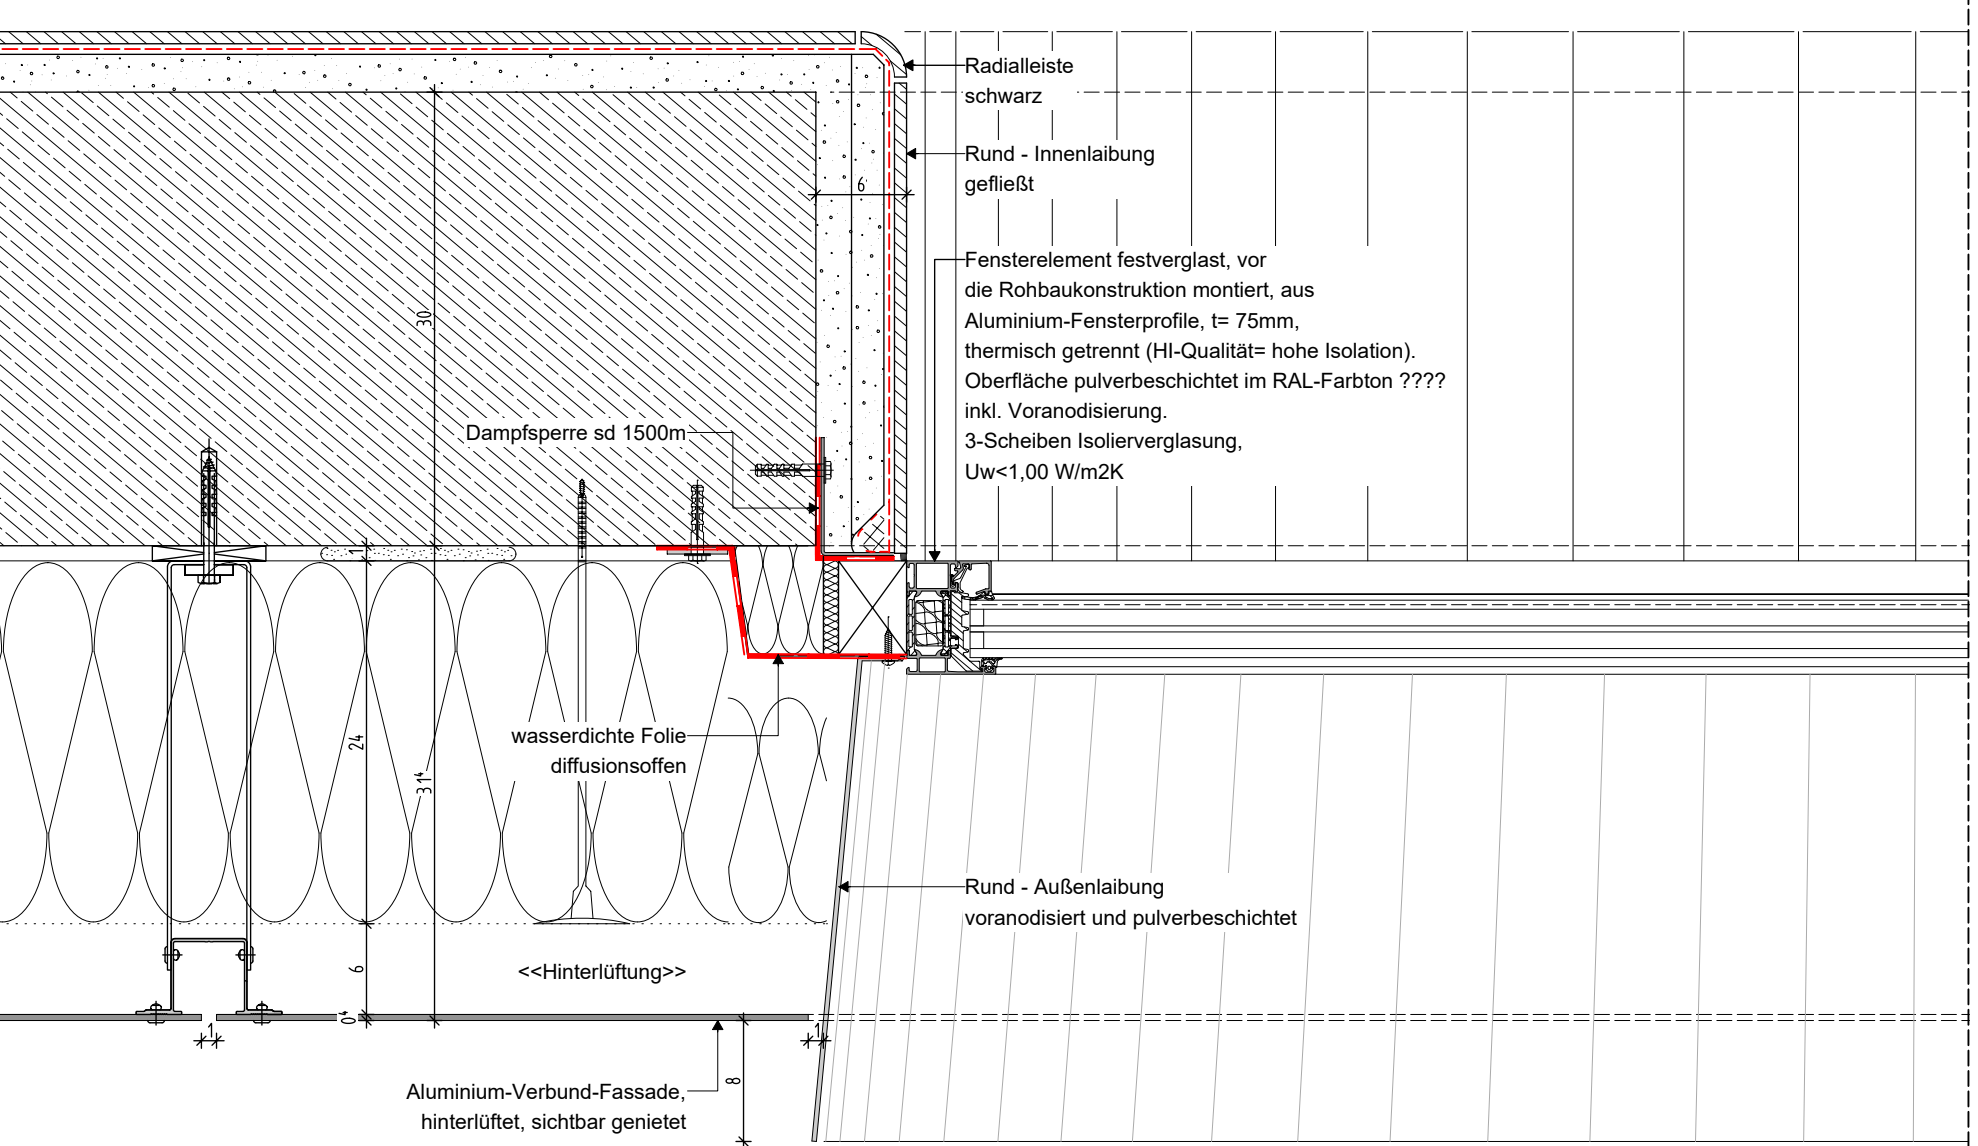 Radialleiste
schwarz
Rund - Innenlaibung
gefließt
6
Fensterelement festverglast, vor
die Rohbaukonstruktion montiert, aus
Aluminium-Fensterprofile, t= 75mm,
thermisch getrennt (HI-Qualität= hohe Isolation).
Oberfläche pulverbeschichtet im RAL-Farbton ????
inkl. Voranodisierung.
3-Scheiben Isolierverglasung,
Uw<1,00 W/m2K
30
Dampfsperre sd 1500m
1
wasserdichte Folie
diffusionsoffen
24
31⁴
Rund - Außenlaibung
voranodisiert und pulverbeschichtet
6
<<Hinterlüftung>>
0⁴
1
1
8
Aluminium-Verbund-Fassade,
hinterlüftet, sichtbar genietet